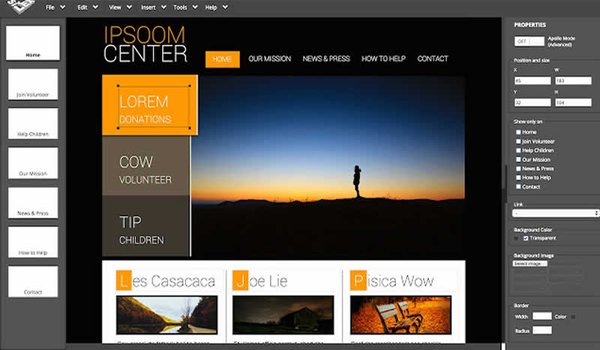 File Edit View Insert Tools Help
Home
Join Volunteer
Help Children
Our Mission
News & Press
How to Help
Contact
IPSOOM
CENTER
HOME OUR MISSION NEWS & PRESS HOW TO HELP CONTACT
LOREM
DONATIONS
COW
VOLUNTEER
TIP
CHILDREN
Les Casacaca
Joe Lie
Pisica Wow
PROPERTIES
OFF
Apollo Mode
(Advanced)
Position and size
X W
85 183
Y H
32 104
Show only on
Home
Join Volunteer
Help Children
Our Mission
News & Press
How to Help
Contact
Link
-
Background Color
Transparent
Background Image
Select image
Border
Width Color
Radius